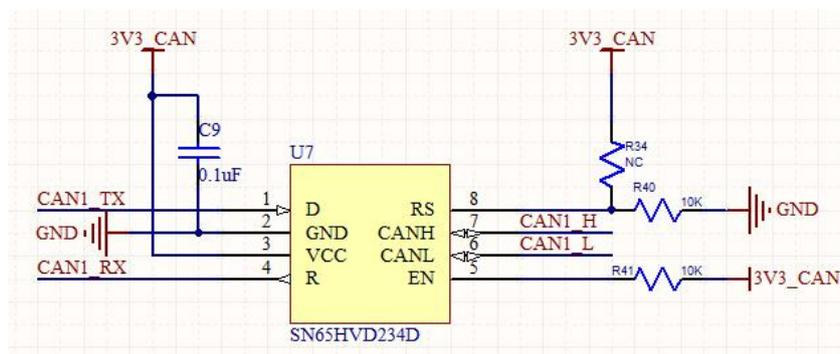 3V3_CAN
3V3_CAN
C9
0.1uF
U7
R34
NC
R40
10K
GND
CAN1_TX
1
D
RS
8
GND
2
GND
CANH
7
CAN1_H
3
VCC
CANL
6
CAN1_L
CAN1_RX
4
R
EN
5
R41
10K
3V3_CAN
SN65HVD234D